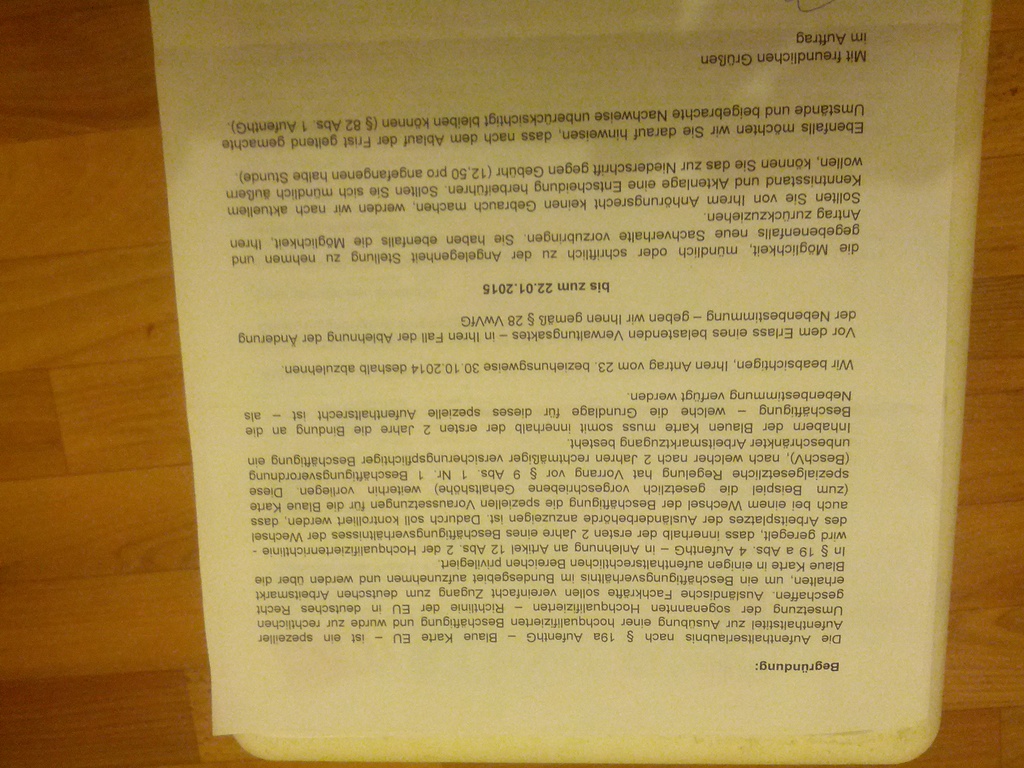 Begründung:
Die Aufenthaltserlaubnis nach § 19a AufenthG – Blaue Karte EU – ist ein spezeller
Aufenthaltstitel zur Ausübung einer hochqualifizierten Beschäftigung und wurde zur rechtlichen
Umsetzung der sogenannten Hochqualifizierten – Richtlinie der EU in deutsches Recht
geschaffen. Ausländische Fachkräfte sollen vereinfacht Zugang zum deutschen Arbeitsmarkt
erhalten, um ein Beschäftigungsverhältnis im Bundesgebiet aufzunehmen und werden über die
Blaue Karte in einigen aufenthaltsrechtlichen Bereichen privilegiert.
In § 19 a Abs. 4 AufenthG – in Anlehnung an Artikel 12 Abs. 2 der Hochqualifiziertenrichtlinie -
wird geregelt, dass innerhalb der ersten 2 Jahre eines Beschäftigungsverhältnisses der Wechsel
des Arbeitsplatzes der Ausländerbehörde anzuzeigen ist. Dadurch soll kontrolliert werden, dass
auch bei einem Wechsel der Beschäftigung die speziellen Voraussetzungen für die Blaue Karte
(zum Beispiel die gesetzlich vorgeschriebene Gehaltshöhe) weiterhin vorliegen. Diese
spezialgesetzliche Regelung hat Vorrang vor § 9 Abs. 1 Nr. 1 Beschäftigungsverordnung
(BeschV), nach welcher nach 2 Jahren rechtmäßiger versicherungspflichtiger Beschäftigung ein
unbeschränkter Arbeitsmarktzugang besteht.
Inhabern der Blauen Karte muss somit innerhalb der ersten 2 Jahre die Bindung an die
Beschäftigung – welche die Grundlage für dieses spezielle Aufenthaltsrecht ist – als
Nebenbestimmung verfügt werden.
Wir beabsichtigen, Ihren Antrag vom 23. beziehungsweise 30.10.2014 deshalb abzulehnen.
Vor dem Erlass eines belastenden Verwaltungsaktes – in Ihren Fall der Ablehnung der Änderung
der Nebenbestimmung – geben wir Ihnen gemäß § 28 VwVfG
bis zum 22.01.2015
die Möglichkeit, mündlich oder schriftlich zu der Angelegenheit Stellung zu nehmen und
gegebenenfalls neue Sachverhalte vorzubringen. Sie haben ebenfalls die Möglichkeit, Ihren
Antrag zurückzuziehen.
Sollten Sie von Ihrem Anhörungsrecht keinen Gebrauch machen, werden wir nach aktuellem
Kenntnisstand und Aktenlage eine Entscheidung herbeiführen. Sollten Sie sich mündlich äußern
wollen, können Sie das zur Niederschrift gegen Gebühr (12,50 pro angefangenen halbe Stunde).
Ebenfalls möchten wir Sie darauf hinweisen, dass nach dem Ablauf der Frist geltend gemachte
Umstände und beigebrachte Nachweise unberücksichtigt bleiben können (§ 82 Abs. 1 AufenthG).
Mit freundlichen Grüßen
im Auftrag